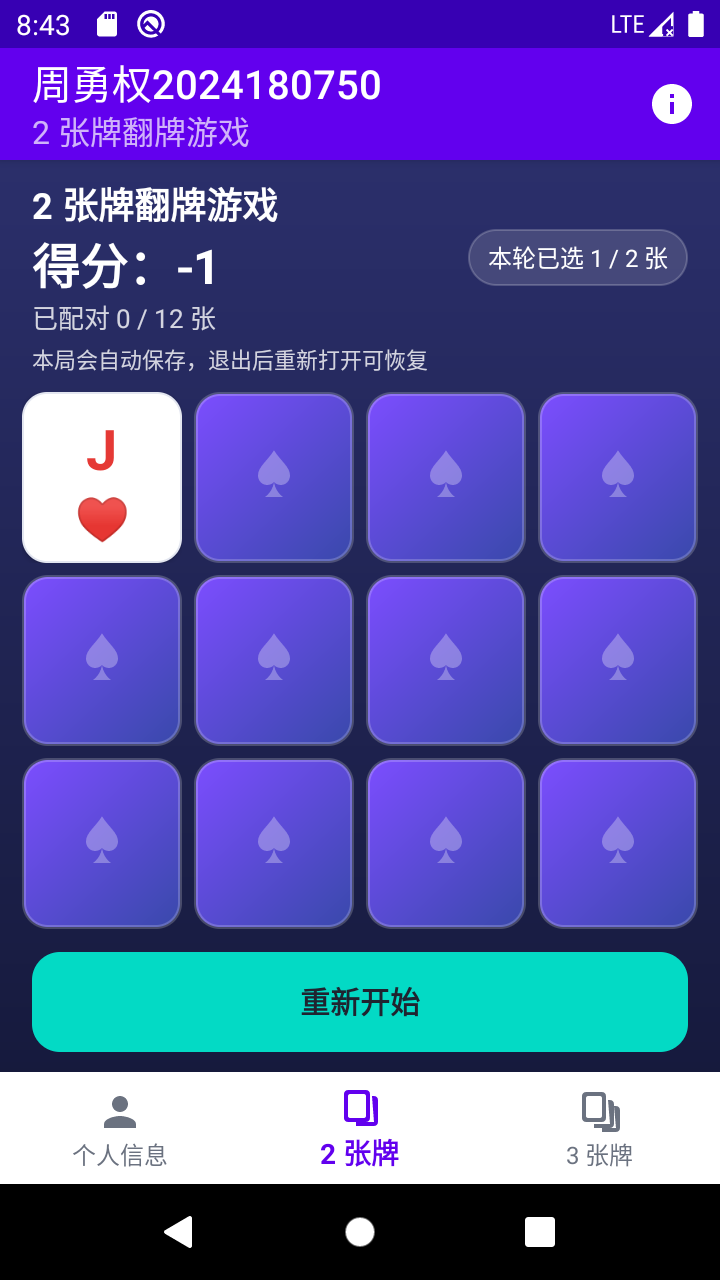 8:43 LTE
周勇权2024180750
2 张牌翻牌游戏
2 张牌翻牌游戏
得分：-1
本轮已选 1 / 2 张
已配对 0 / 12 张
本局会自动保存，退出后重新打开可恢复
J
重新开始
个人信息
2 张牌
3 张牌